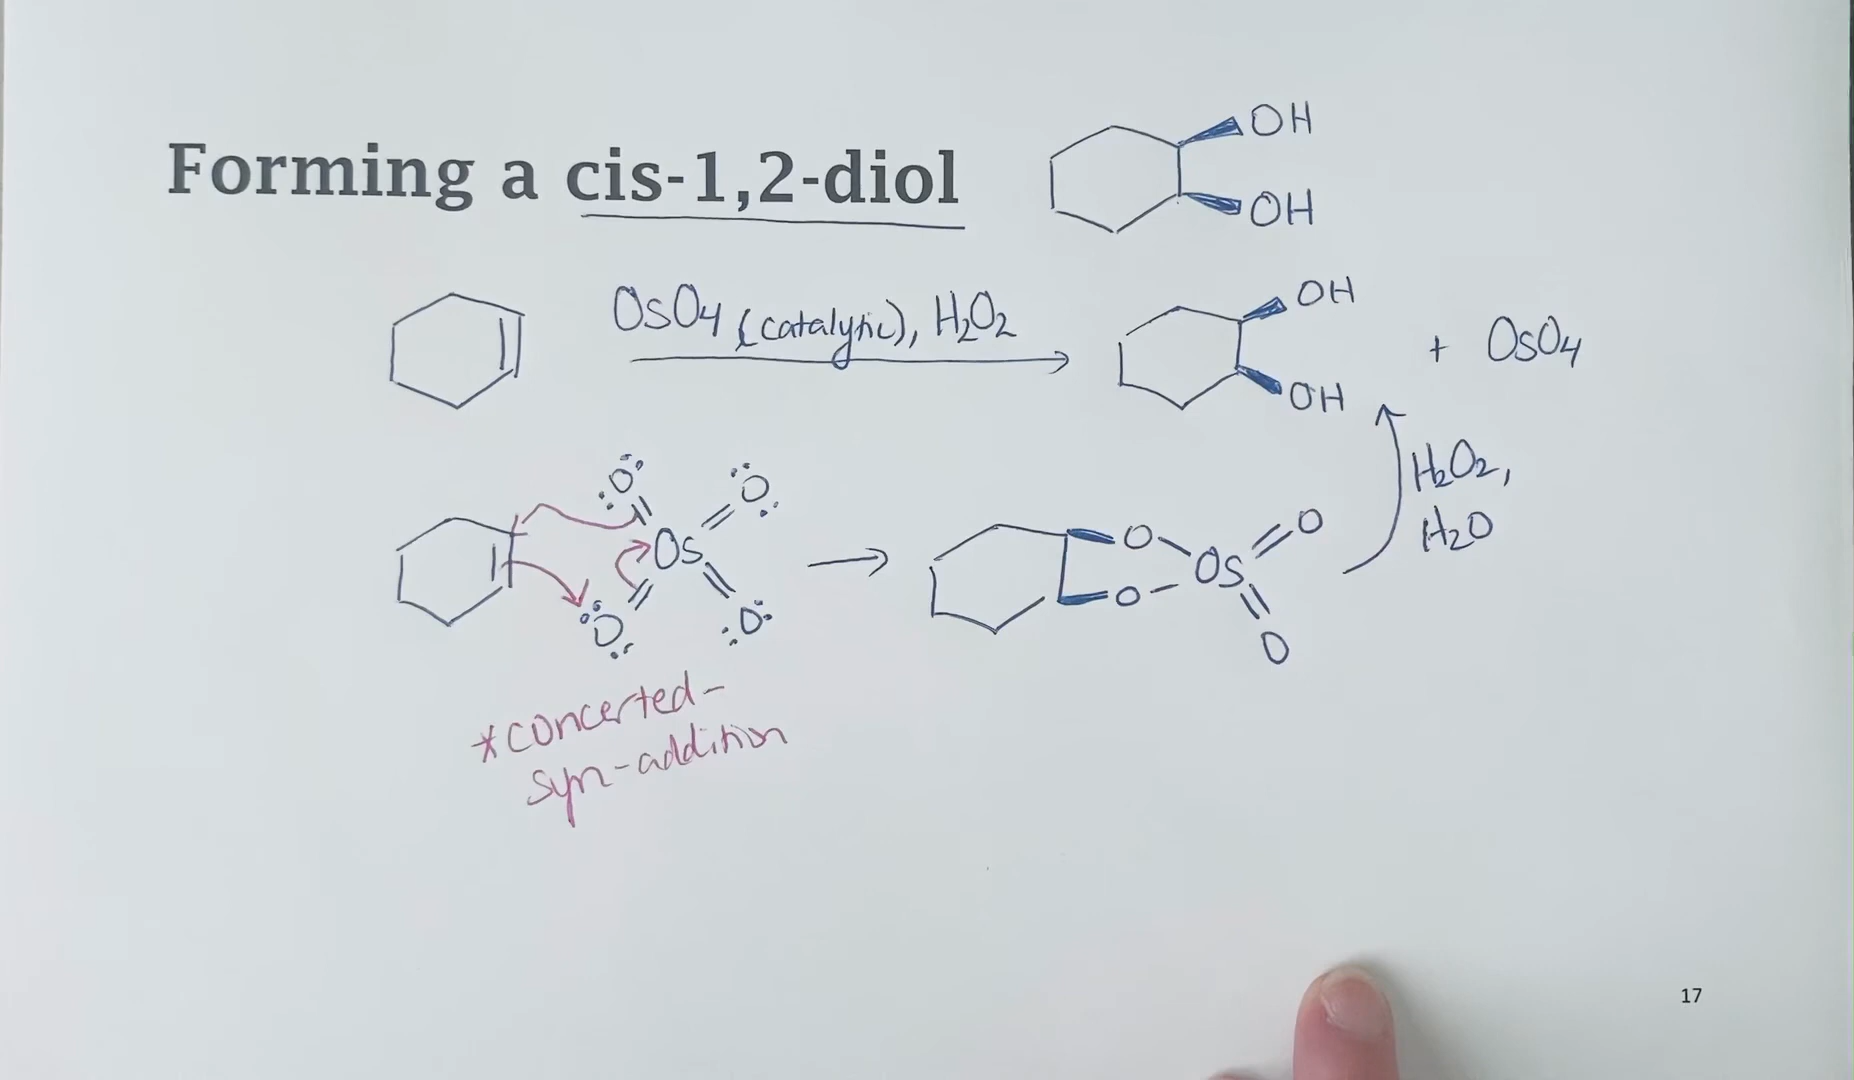 Forming a cis-1,2-diol
OH
OH
OsO4 (catalytic), H2O2
OH
OH
+ OsO4
H2O2,
H2O
O
O
Os
O
O
O
O
Os
O
O
*concerted-
syn-addition
17